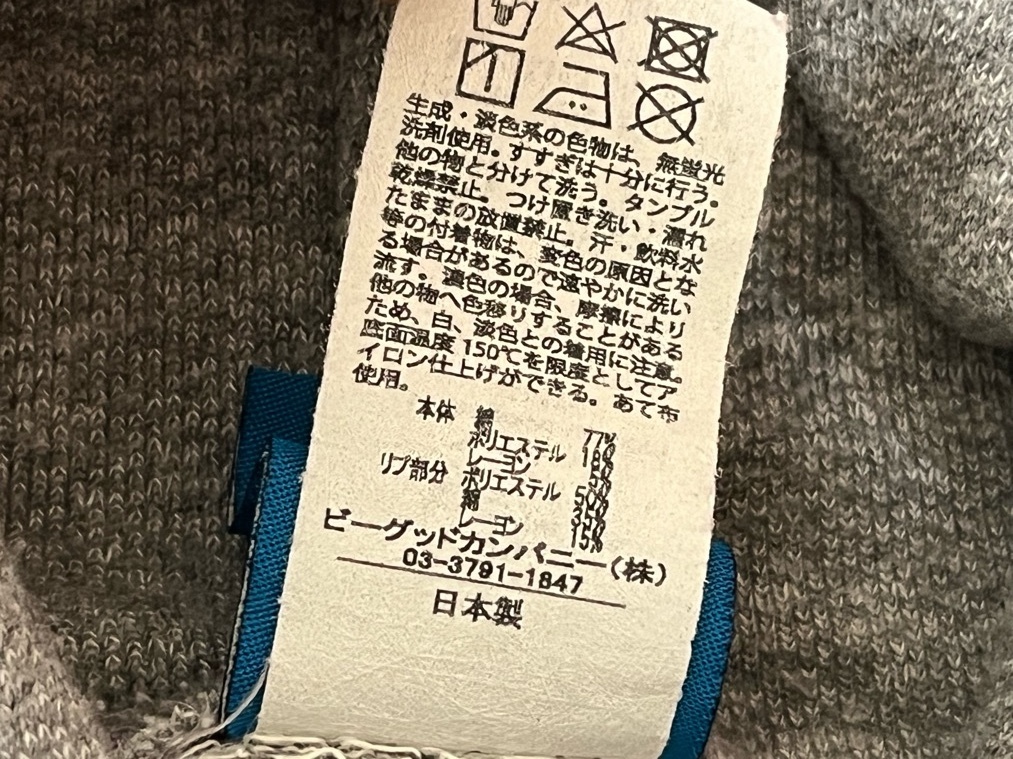 生成・淡色系の色物は、無蛍光
洗剤使用。すすぎは十分に行う。
他の物と分けて洗う。タンブル
乾燥禁止。つけ置き洗い・濡れ
たままの放置禁止。汗・飲料水
等の付着物は、変色の原因とな
る場合があるので速やかに洗い
流す。濃色の場合、摩擦により
他の物へ色移りすることがある
ため、白、淡色との着用に注意。
底面温度150℃を限度としてア
イロン仕上げができる。あて布
使用。
本体 綿 77%
ポリエステル 18%
レーヨン 5%
リブ部分 ポリエステル 50%
綿 35%
レーヨン 15%
ビーグッドカンパニー(株)
03-3791-1847
日本製